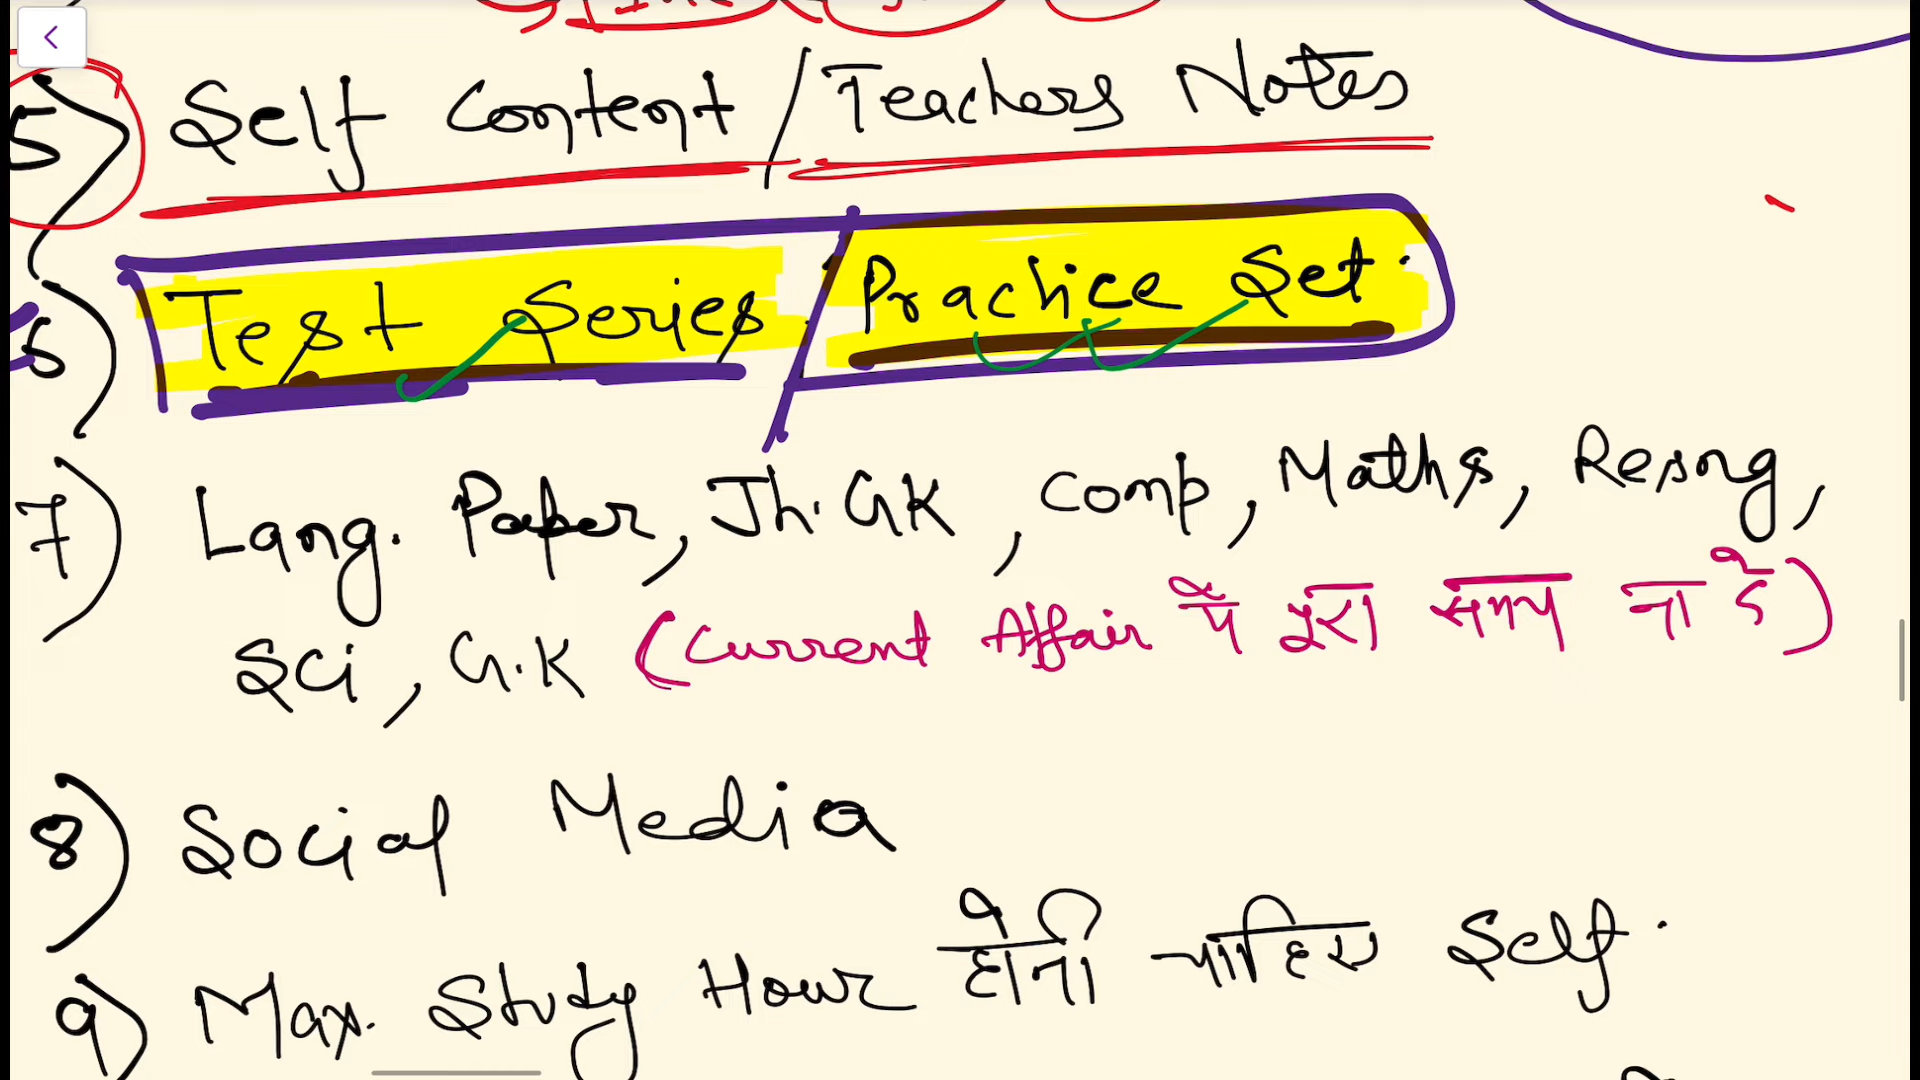 5) Self Content / Teachers Notes
6) Test Series / Practice Set.
7) Lang. Paper, Jh. GK, Comp, Maths, Resng,
Sci, G.K (Current Affair में पूरा समय ना दें)
8) Social Media
9) Max. Study Hour होनी चाहिए Self.